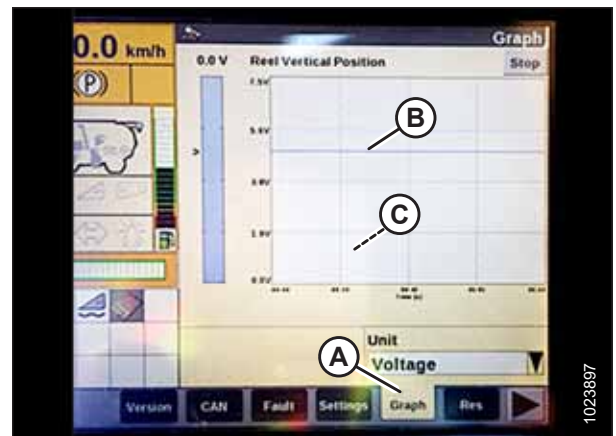 0.0 km/h
Graph
0.0 V Reel Vertical Position Stop
(P)
B
C
Time (s)
Unit
A
Voltage
Version CAN Fault Settings Graph Res
1023897